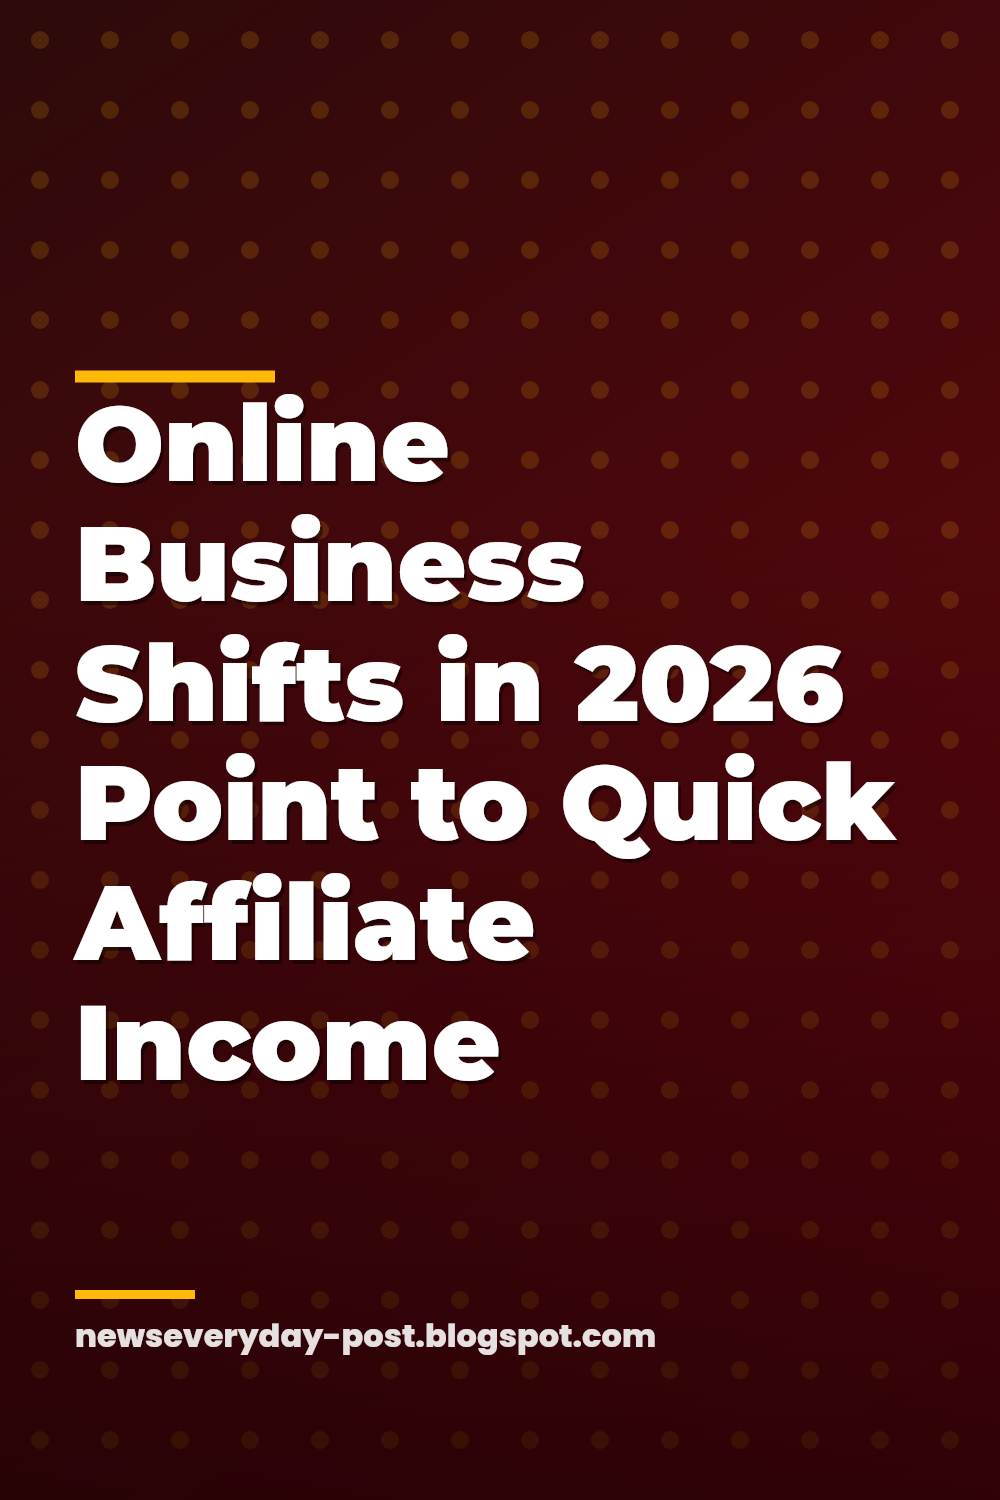 Online
Business
Shifts in 2026
Point to Quick
Affiliate
Income
newseveryday-post.blogspot.com